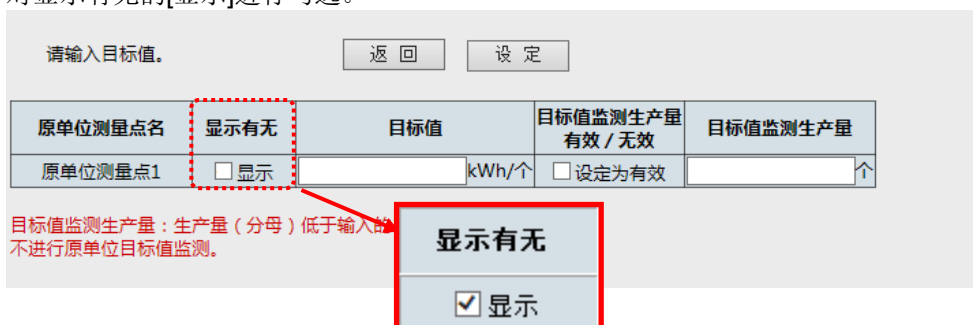 对显示有无的[显示]进行勾选。
请输入目标值。 返 回 设 定
原单位测量点名 显示有无 目标值 目标值监测生产量 有效 / 无效 目标值监测生产量
原单位测量点1 显示 kWh/个 设定为有效 个
目标值监测生产量：生产量（分母）低于输入的
不进行原单位目标值监测。
显示有无
显示